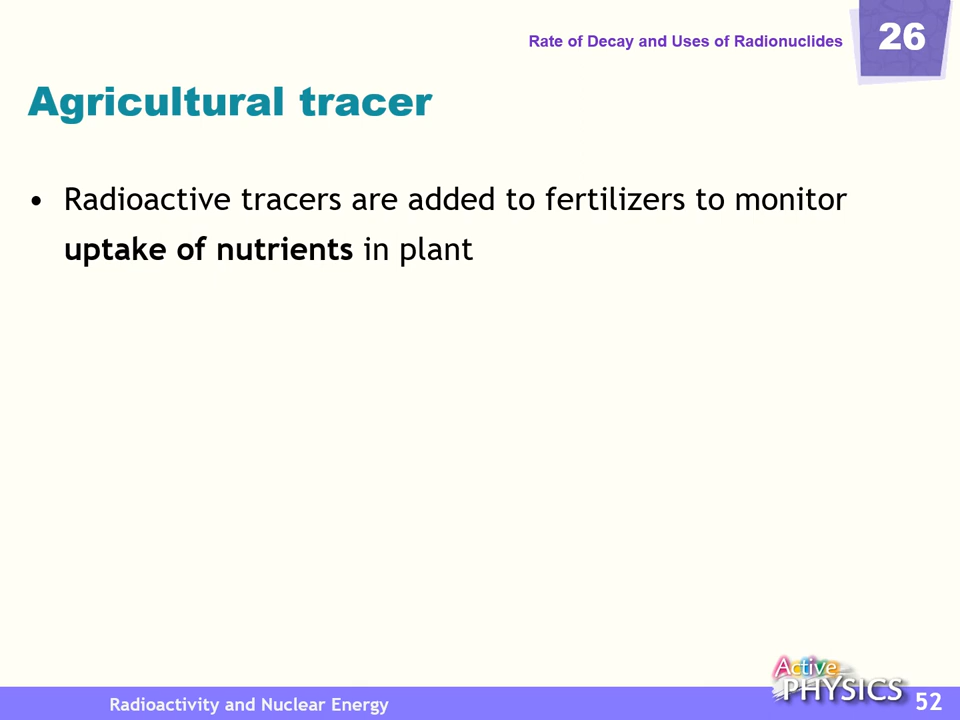 Rate of Decay and Uses of Radionuclides
26
Agricultural tracer
• Radioactive tracers are added to fertilizers to monitor
uptake of nutrients in plant
Active
PHYSICS
Radioactivity and Nuclear Energy
52